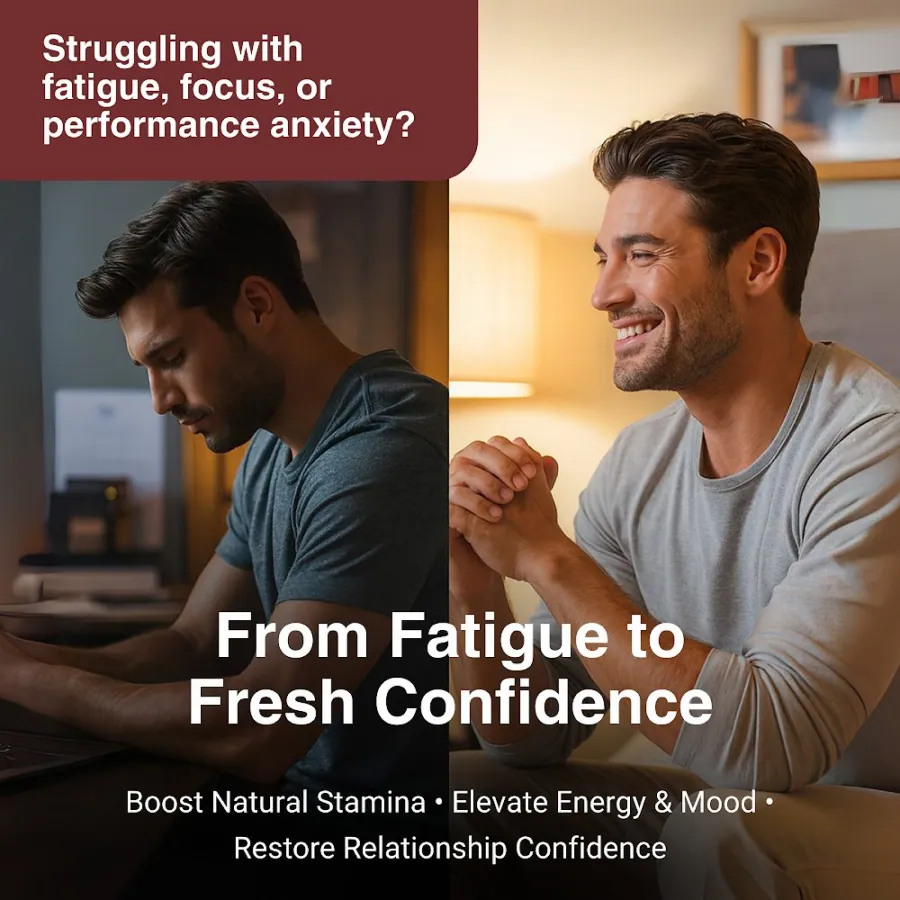 Struggling with
fatigue, focus, or
performance anxiety?
From Fatigue to
Fresh Confidence
Boost Natural Stamina • Elevate Energy & Mood •
Restore Relationship Confidence